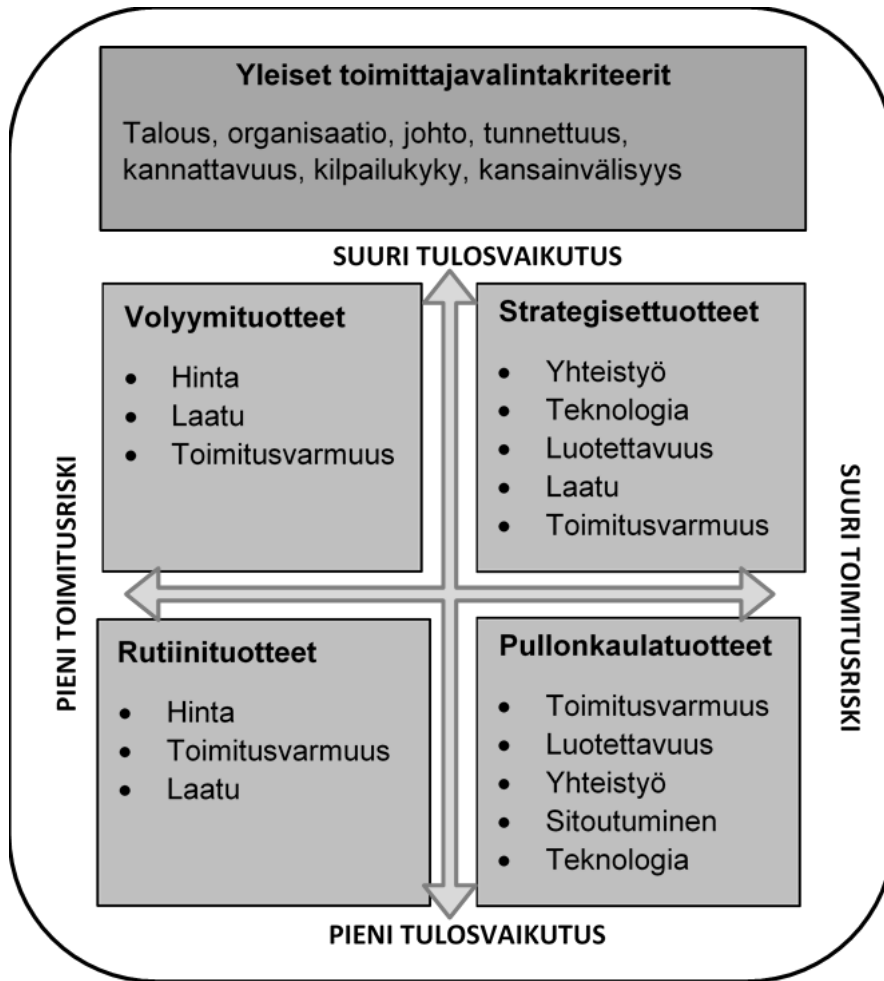 Yleiset toimittajavalintakriteerit
Talous, organisaatio, johto, tunnettuus,
kannattavuus, kilpailukyky, kansainvälisyys
SUURI TULOSVAIKUTUS
Volyymituotteet
• Hinta
• Laatu
• Toimitusvarmuus
Strategisettuotteet
• Yhteistyö
• Teknologia
• Luotettavuus
• Laatu
• Toimitusvarmuus
PIENI TOIMITUSRISKI
SUURI TOIMITUSRISKI
Rutiinituotteet
• Hinta
• Toimitusvarmuus
• Laatu
Pullonkaulatuotteet
• Toimitusvarmuus
• Luotettavuus
• Yhteistyö
• Sitoutuminen
• Teknologia
PIENI TULOSVAIKUTUS